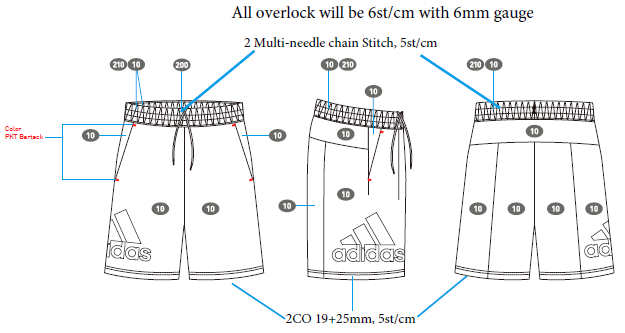 All overlock will be 6st/cm with 6mm gauge
2 Multi-needle chain Stitch, 5st/cm
210 10 200 10 210 210 10
10
Color
PKT Bartack
10 10 10 10
10 10 10 10 10 10 10
10
adidas adidas ad
2CO 19+25mm, 5st/cm